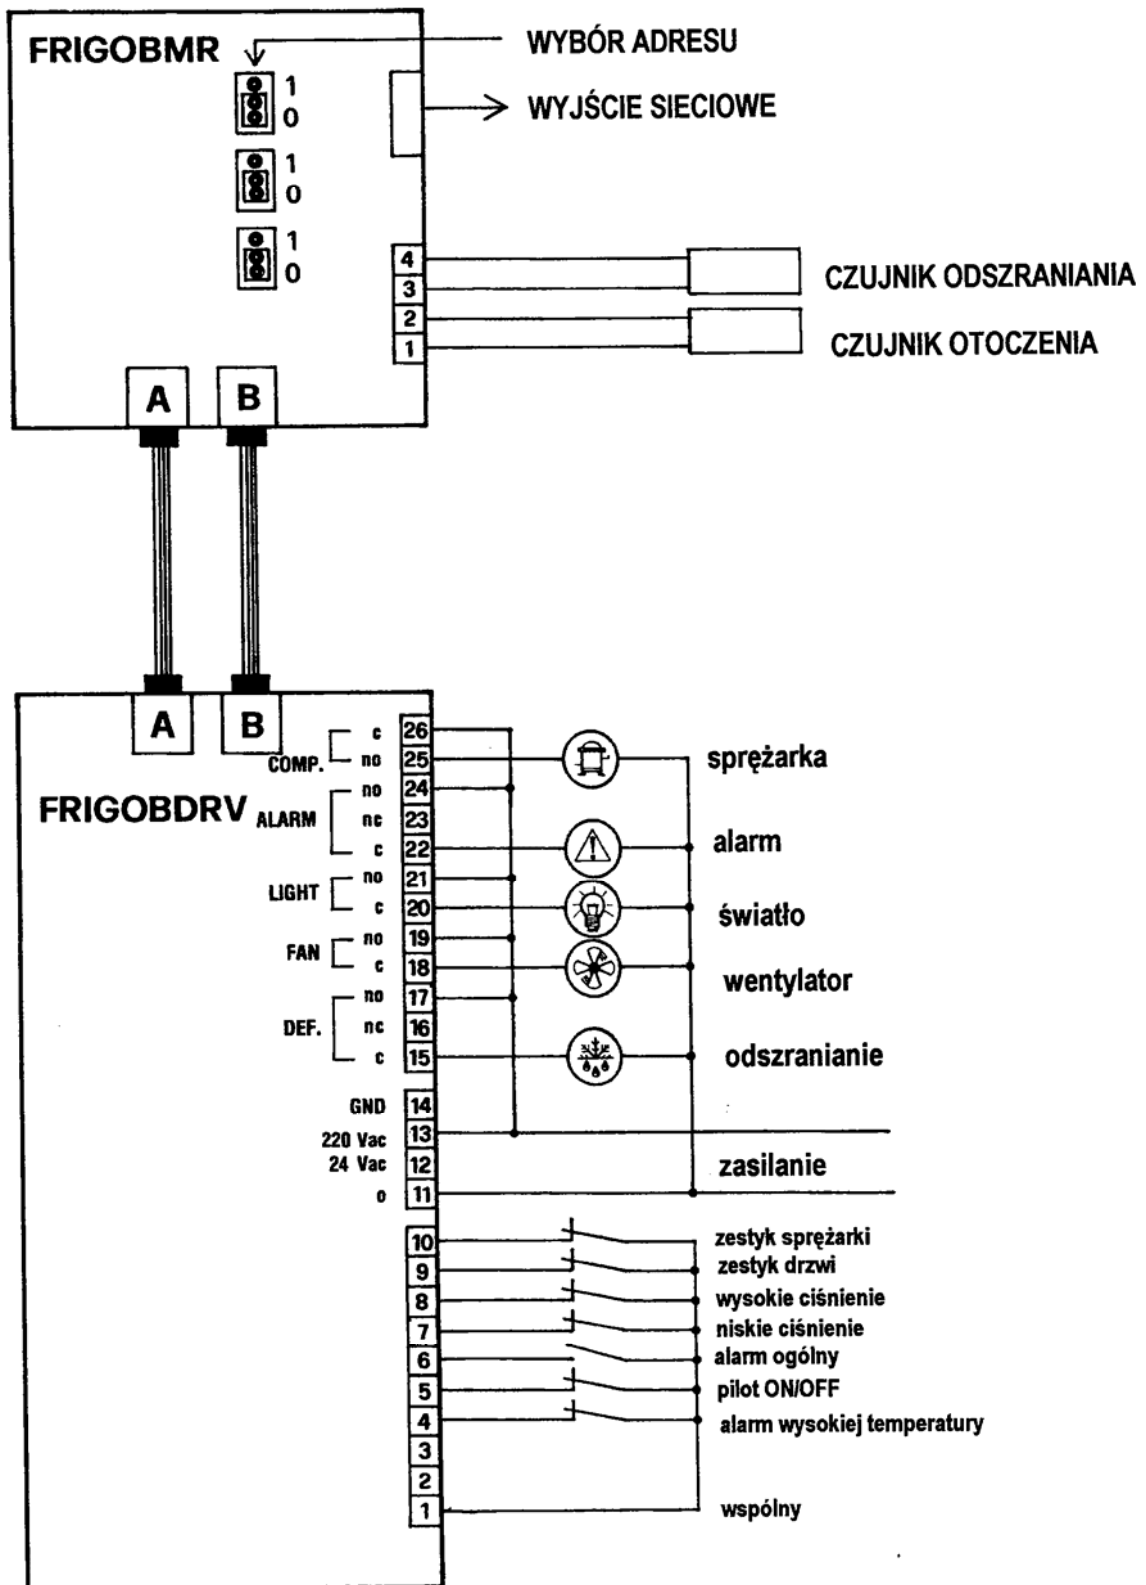 FRIGOBMR
WYBÓR ADRESU
1
0
WYJŚCIE SIECIOWE
1
0
1
0
4
3
CZUJNIK ODSZRANIANIA
2
1
CZUJNIK OTOCZENIA
A B
A B
FRIGOBDRV
COMP.
c 26
no 25
sprężarka
ALARM
no 24
nc 23
c 22
alarm
LIGHT
no 21
c 20
światło
FAN
no 19
c 18
wentylator
DEF.
no 17
nc 16
c 15
odszranianie
GND 14
220 Vac 13
24 Vac 12
zasilanie
o 11
10 zestyk sprężarki
9 zestyk drzwi
8 wysokie ciśnienie
7 niskie ciśnienie
6 alarm ogólny
5 pilot ON/OFF
4 alarm wysokiej temperatury
3
2
1 wspólny